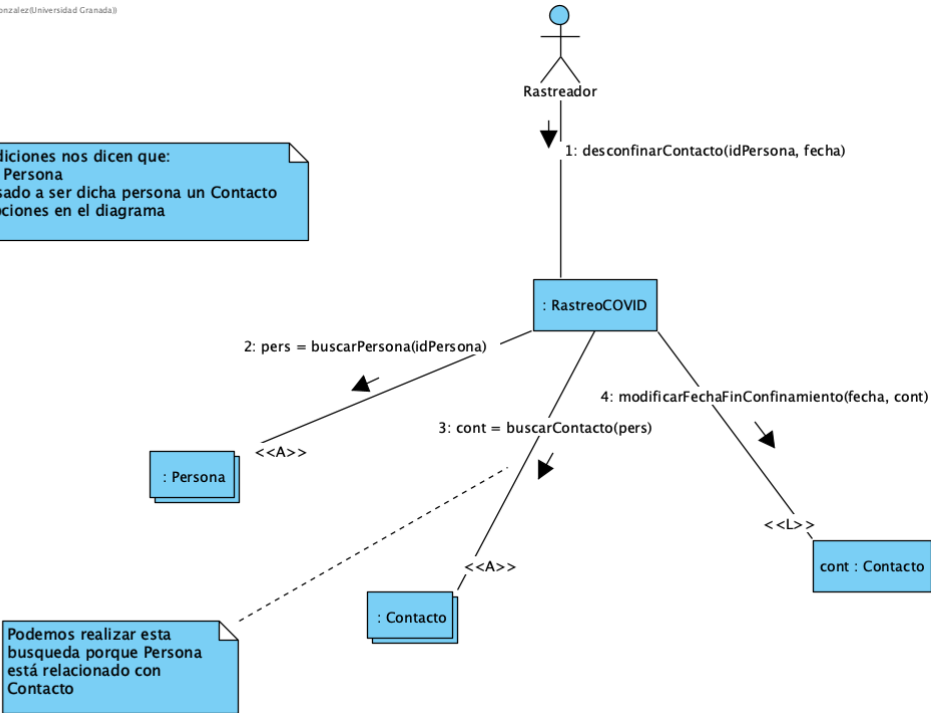 onzalez(Universidad Granada))
Rastreador
1: desconfinarContacto(idPersona, fecha)
diciones nos dicen que:
Persona
sado a ser dicha persona un Contacto
ciones en el diagrama
: RastreoCOVID
2: pers = buscarPersona(idPersona)
4: modificarFechaFinConfinamiento(fecha, cont)
3: cont = buscarContacto(pers)
<<A>>
: Persona
<<L>>
<<A>>
cont : Contacto
: Contacto
Podemos realizar esta
busqueda porque Persona
está relacionado con
Contacto